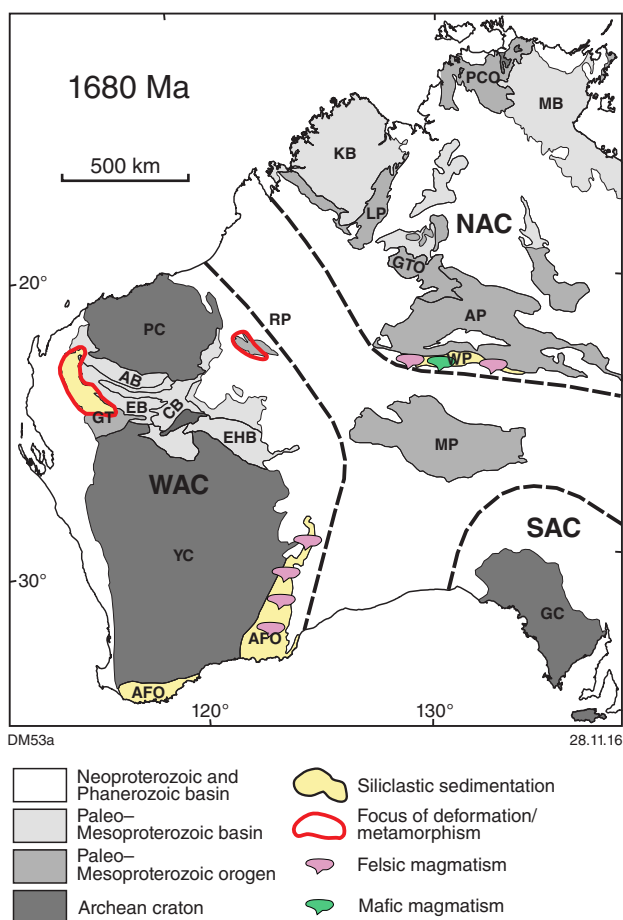 1680 Ma
500 km
PCO
MB
KB
LP
NAC
GTO
20°
AP
RP
PC
WP
AB
EB
CB
GT
EHB
MP
WAC
SAC
YC
30°
GC
AFO
AFO
120°
130°
DM53a
28.11.16
Neoproterozoic and
Phanerozoic basin
Paleo–
Mesoproterozoic basin
Paleo–
Mesoproterozoic orogen
Archean craton
Siliclastic sedimentation
Focus of deformation/
metamorphism
Felsic magmatism
Mafic magmatism